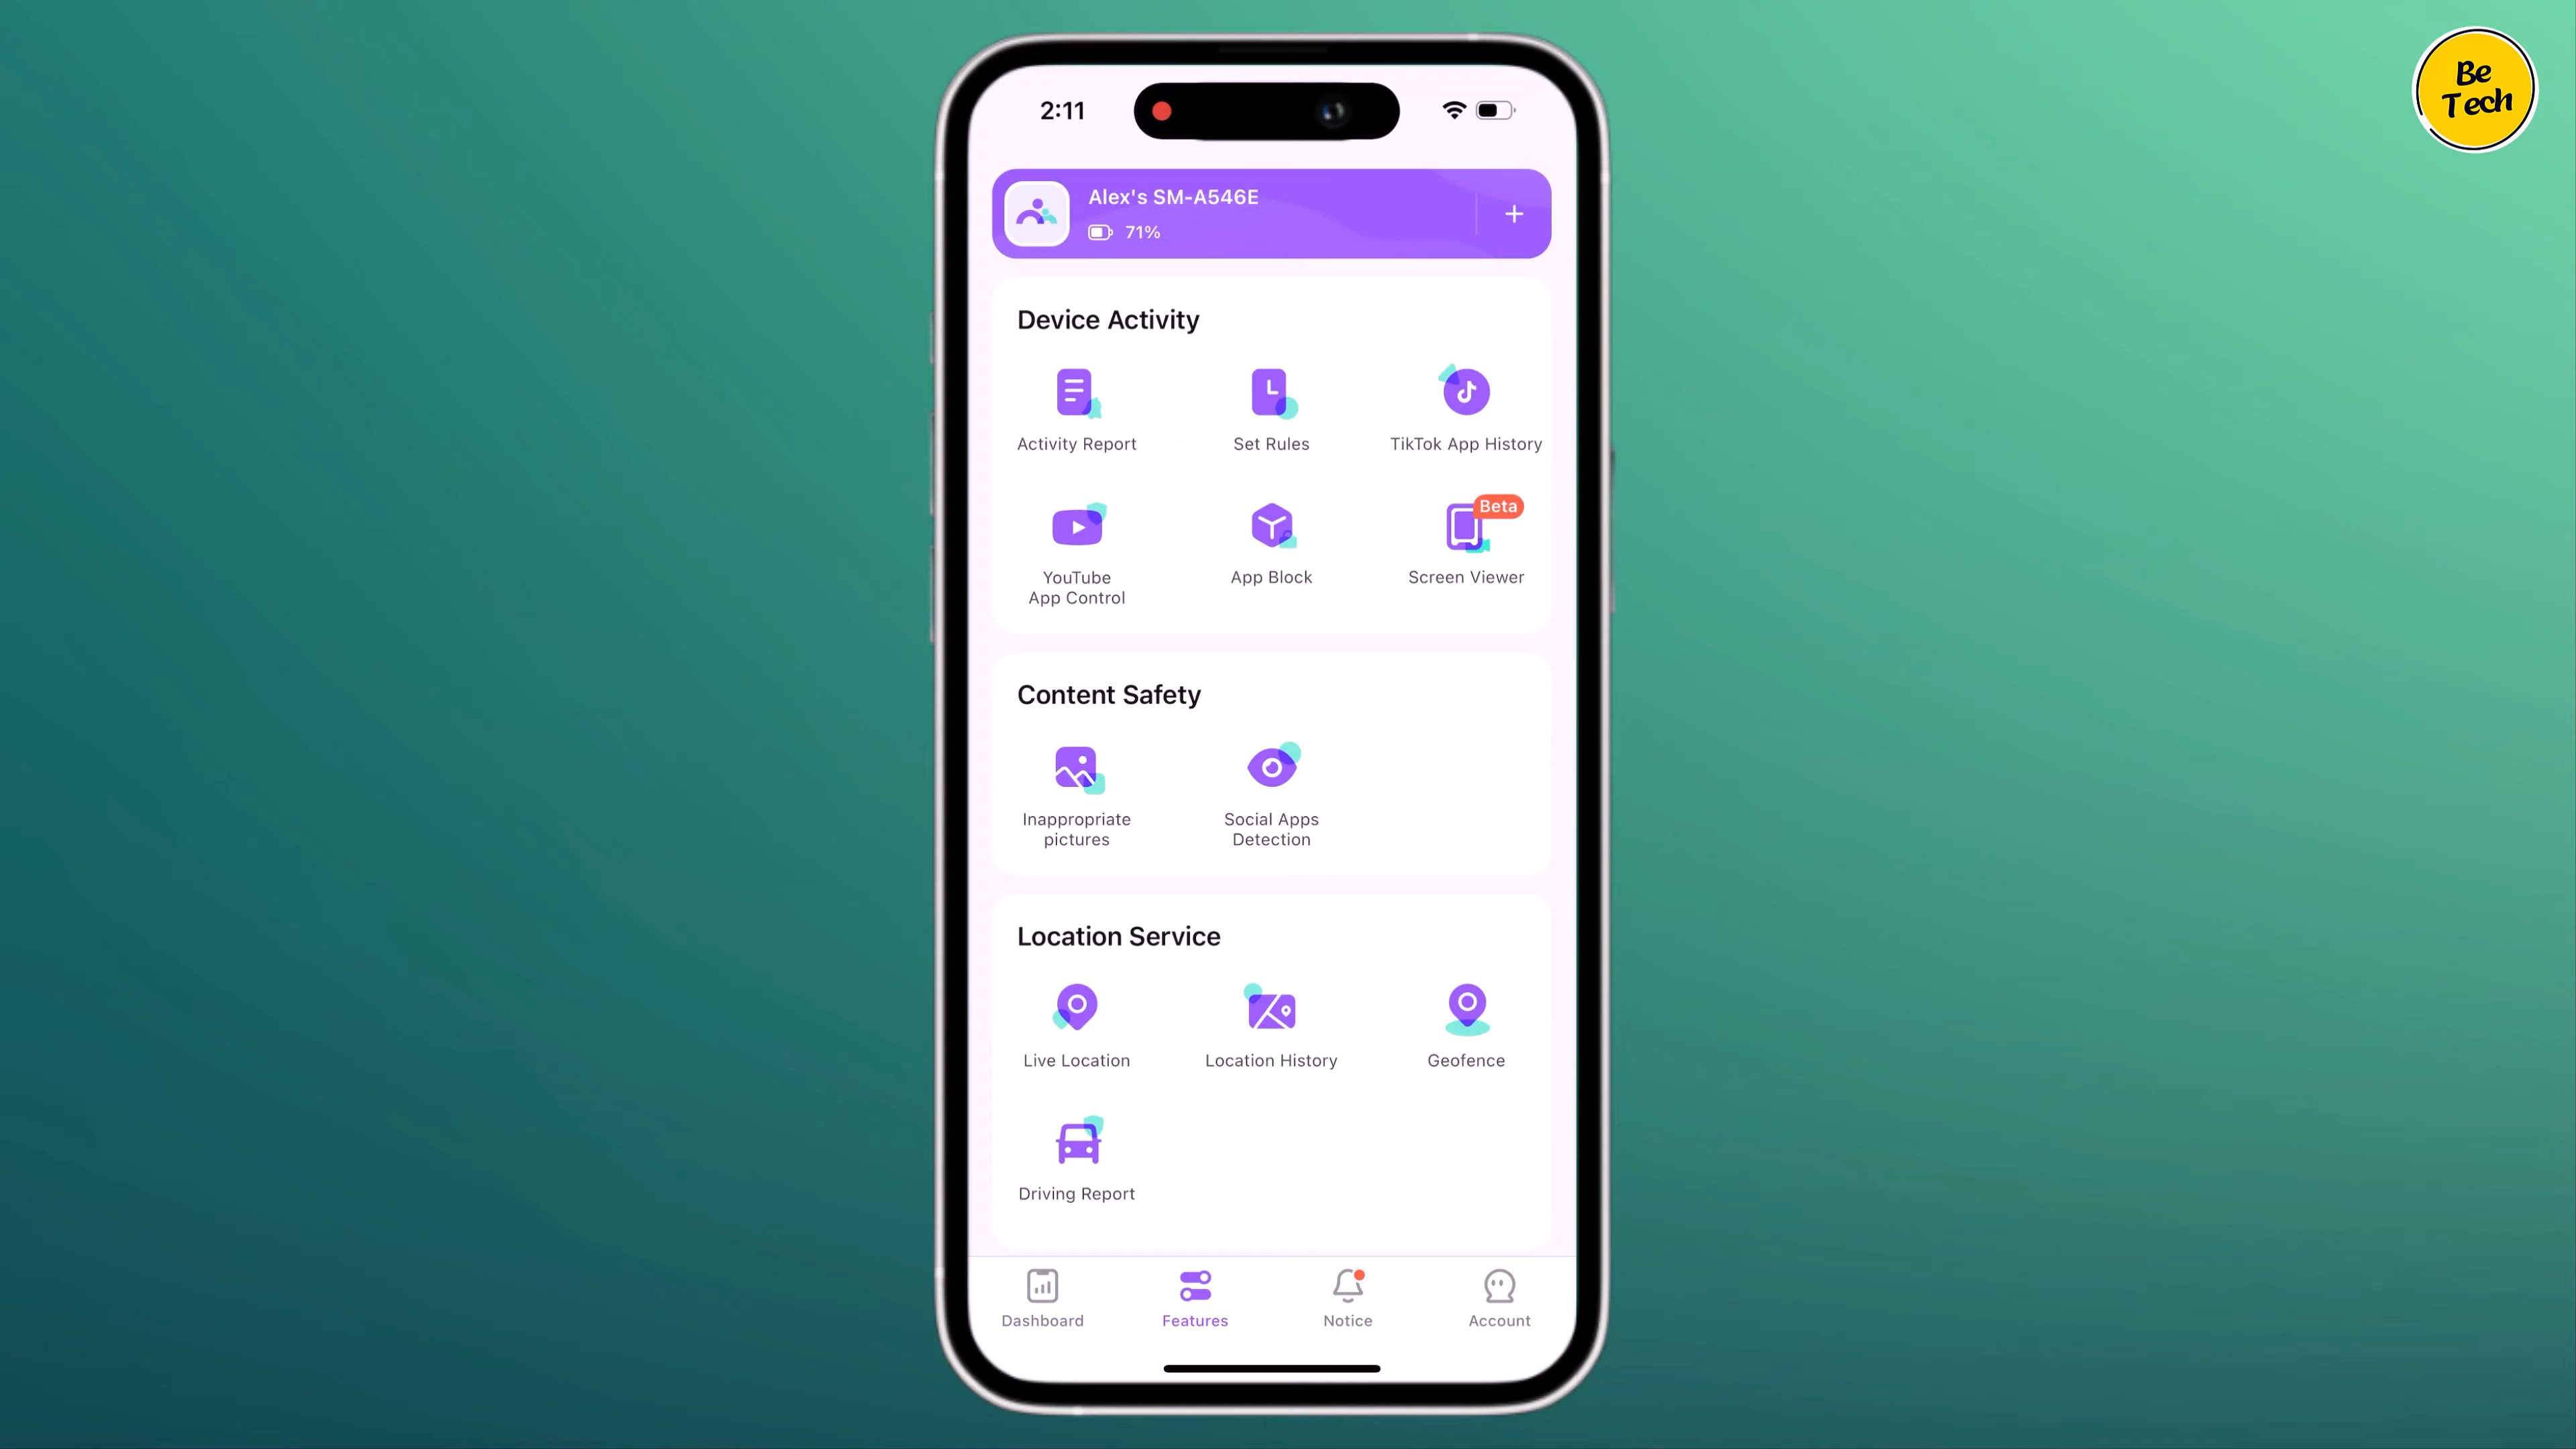 Be
Tech
2:11
Alex's SM-A546E
71%
Device Activity
Activity Report
Set Rules
TikTok App History
Beta
YouTube
App Control
App Block
Screen Viewer
Content Safety
Inappropriate
pictures
Social Apps
Detection
Location Service
Live Location
Location History
Geofence
Driving Report
Dashboard
Features
Notice
Account